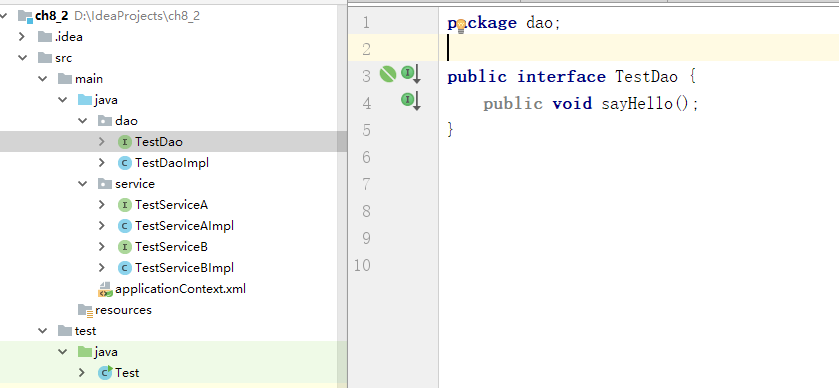 ch8_2 D:\IdeaProjects\ch8_2
.idea
src
main
java
dao
TestDao
TestDaoImpl
service
TestServiceA
TestServiceAImpl
TestServiceB
TestServiceBImpl
applicationContext.xml
resources
test
java
Test
1 package dao;
2
3 public interface TestDao {
4 public void sayHello();
5 }
6
7
8
9
10